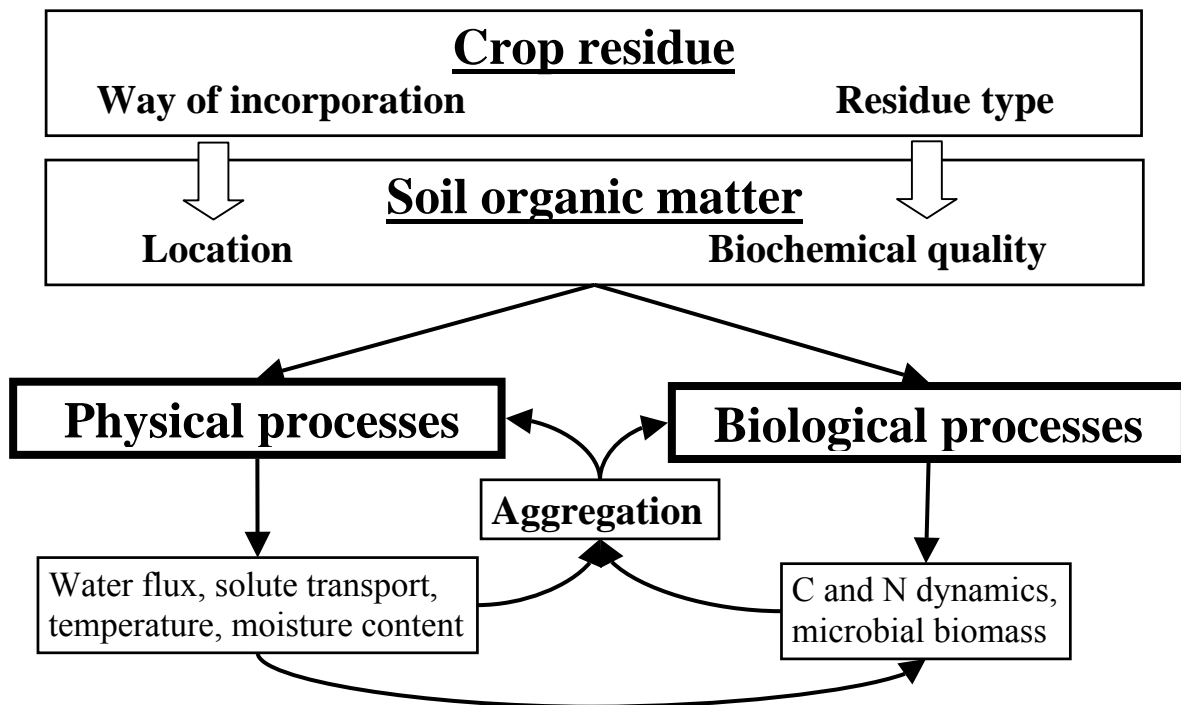 Crop residue
Way of incorporation
Residue type
Soil organic matter
Location
Biochemical quality
Physical processes
Biological processes
Aggregation
Water flux, solute transport,
temperature, moisture content
C and N dynamics,
microbial biomass